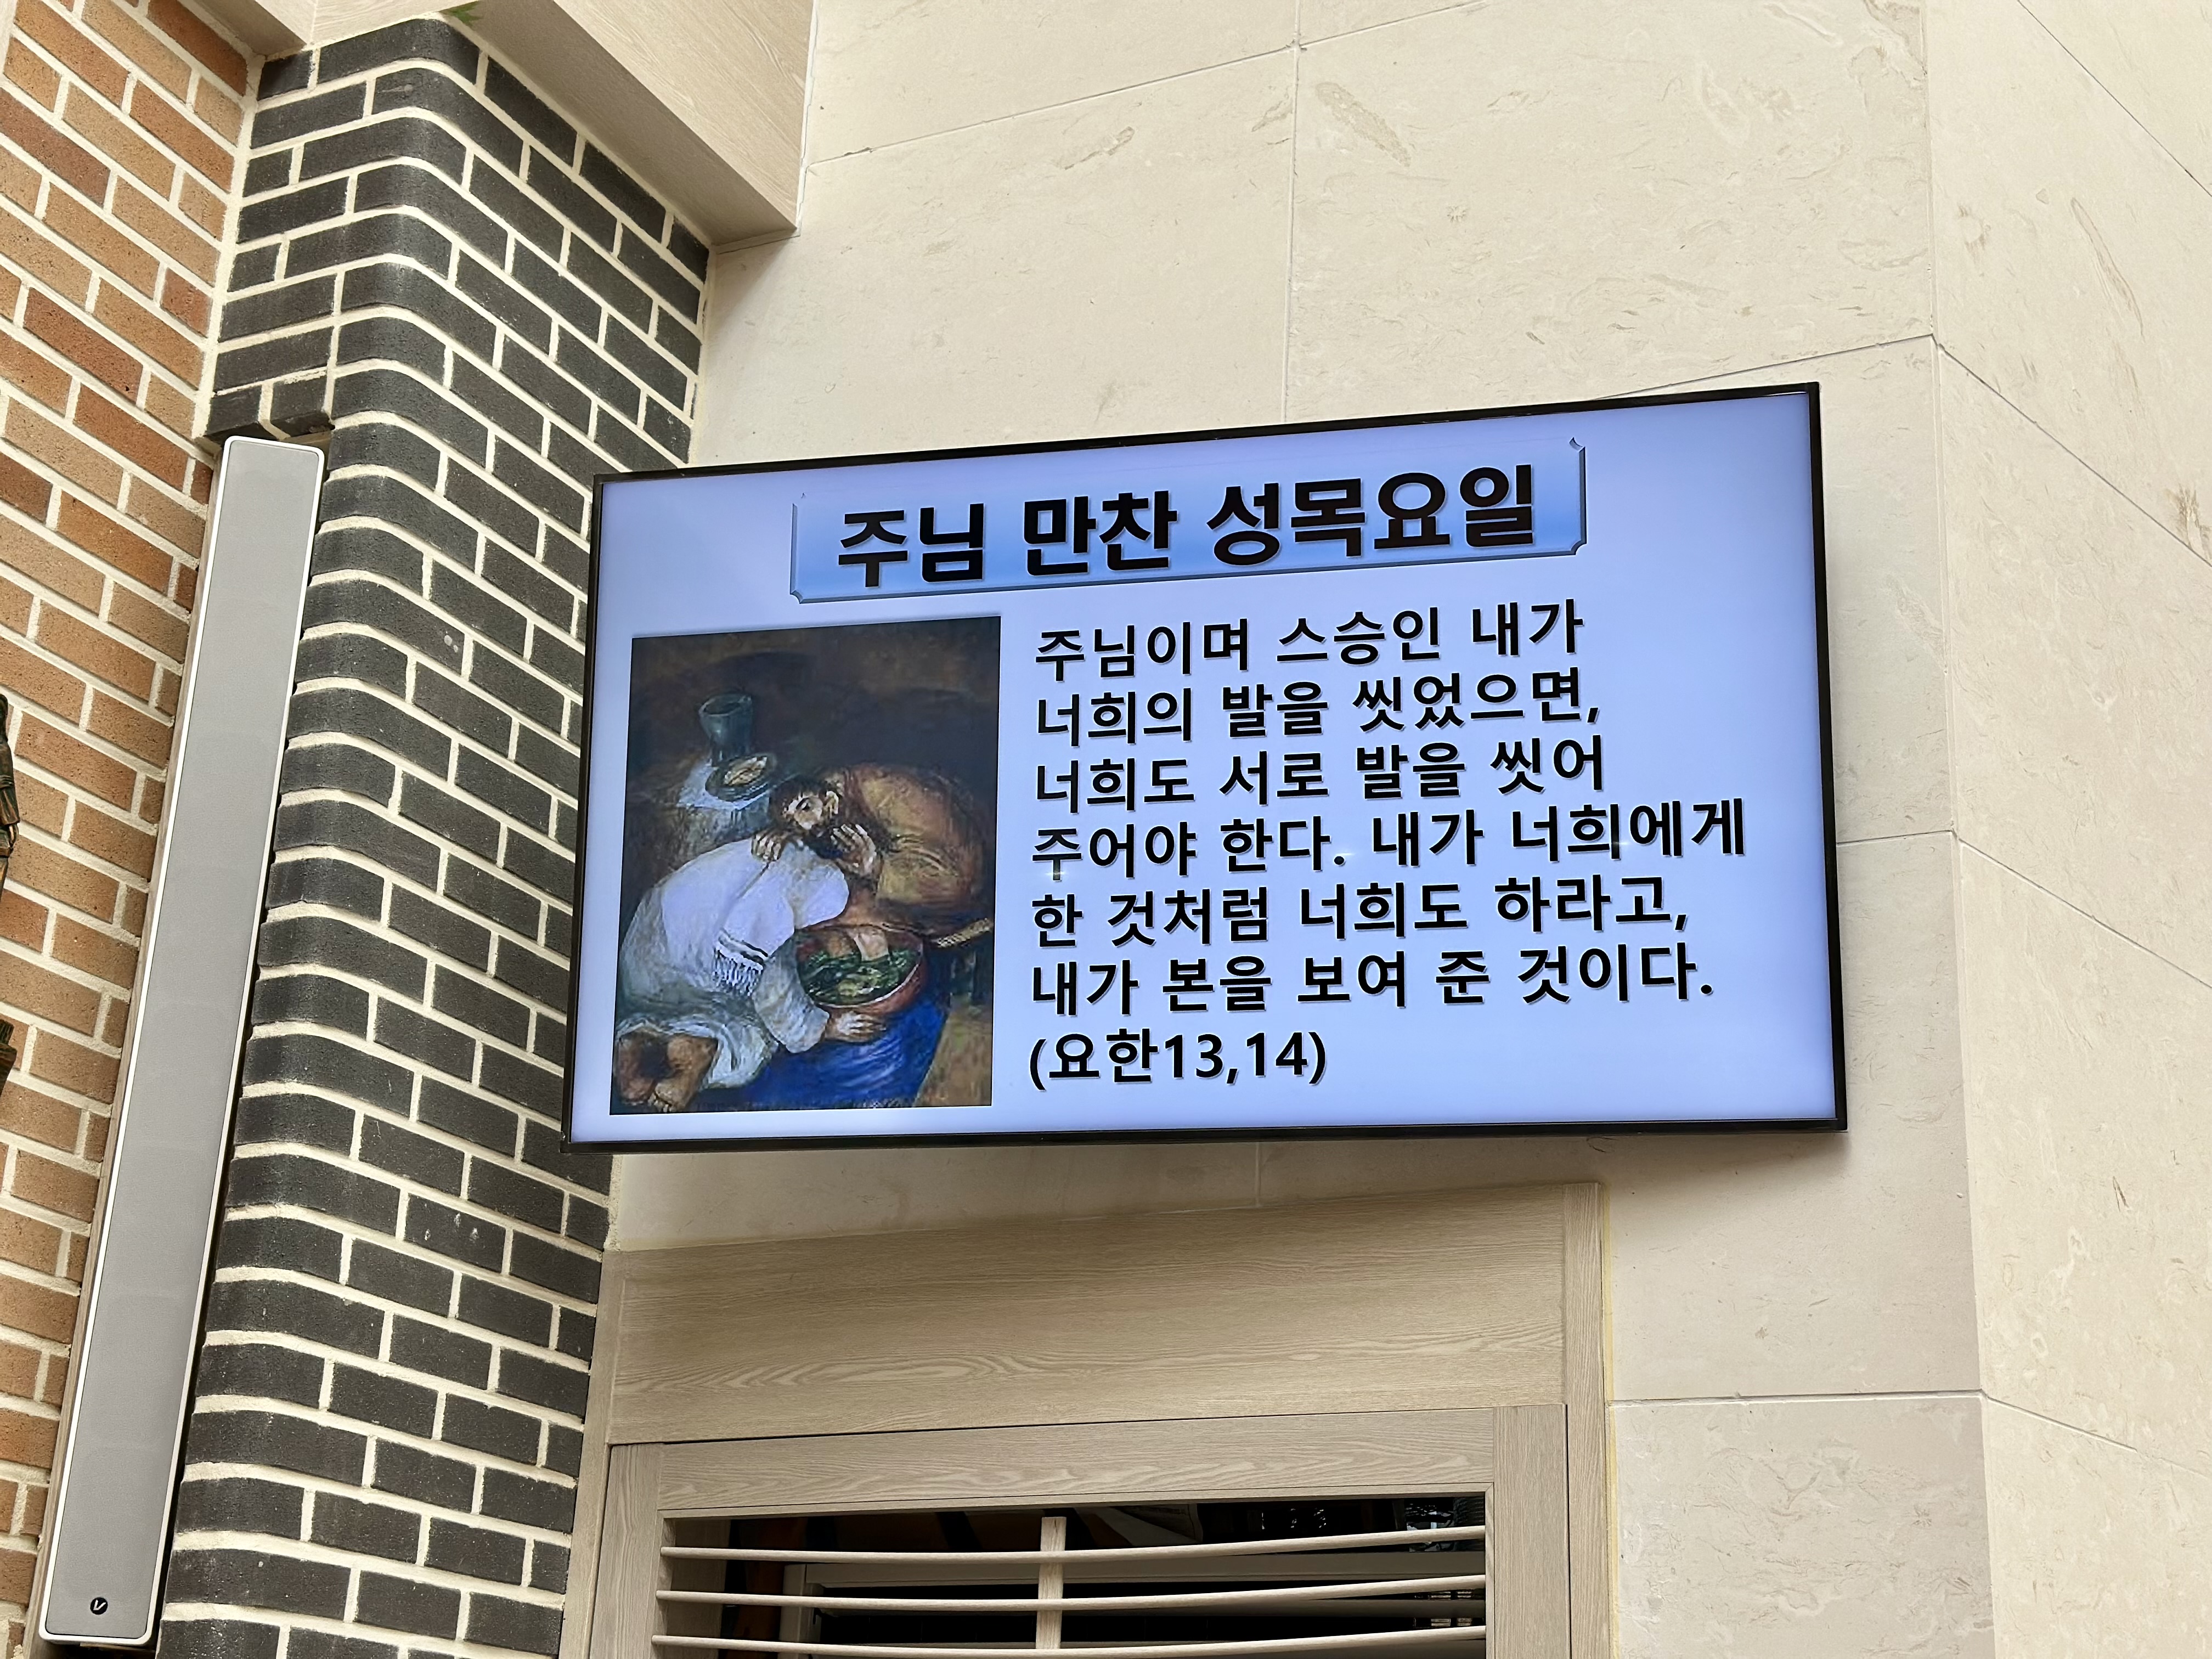 주님 만찬 성목요일
주님이며 스승인 내가
너희의 발을 씻었으면,
너희도 서로 발을 씻어
주어야 한다. 내가 너희에게
한 것처럼 너희도 하라고,
내가 본을 보여 준 것이다.
(요한13,14)